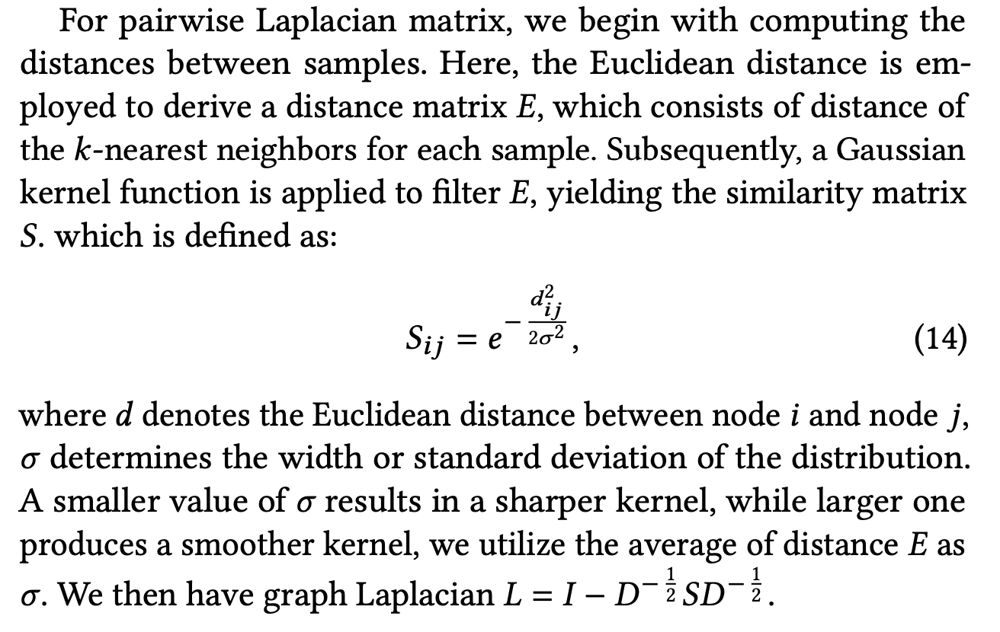 For pairwise Laplacian matrix, we begin with computing the
distances between samples. Here, the Euclidean distance is em-
ployed to derive a distance matrix E, which consists of distance of
the k-nearest neighbors for each sample. Subsequently, a Gaussian
kernel function is applied to filter E, yielding the similarity matrix
S. which is defined as:
S_{ij} = e^{-\frac{d_{ij}^2}{2\sigma^2}}, (14)
where d denotes the Euclidean distance between node i and node j,
σ determines the width or standard deviation of the distribution.
A smaller value of σ results in a sharper kernel, while larger one
produces a smoother kernel, we utilize the average of distance E as
σ. We then have graph Laplacian L = I − D^{-\frac{1}{2}} S D^{-\frac{1}{2}}.